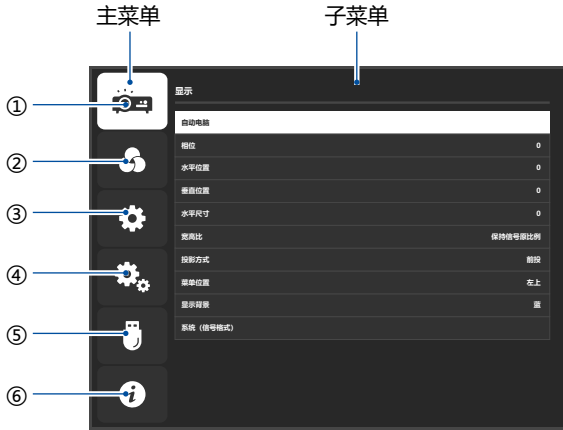 主菜单 子菜单
① 显示
自动电脑
② 相位 0
水平位置 0
垂直位置 0
③ 水平尺寸 0
宽高比 保持信号原比例
投影方式 前投
④ 菜单位置 左上
显示背景 蓝
⑤ 系统（信号格式）
⑥